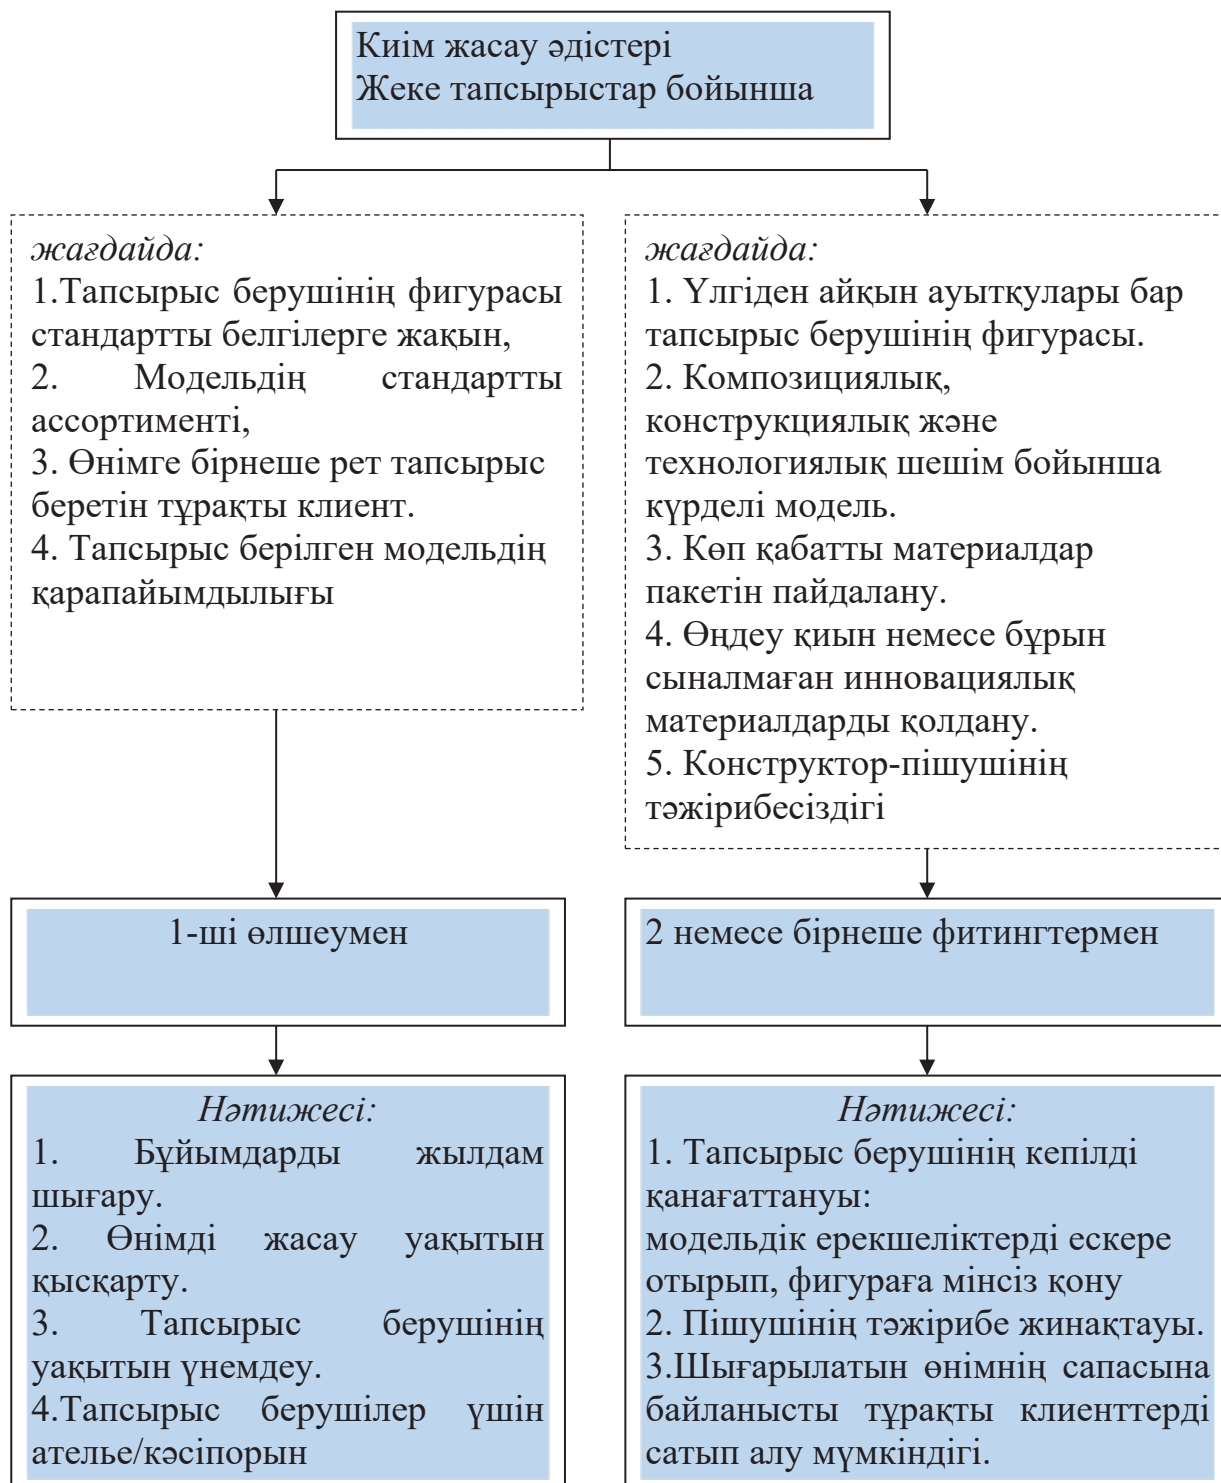 Киім жасау әдістері
Жеке тапсырыстар бойынша
жағдайда:
1.Тапсырыс берушінің фигурасы
стандартты белгілерге жақын,
2. Модельдің стандартты
ассортименті,
3. Өнімге бірнеше рет тапсырыс
беретін тұрақты клиент.
4. Тапсырыс берілген модельдің
қарапайымдылығы
жағдайда:
1. Үлгіден айқын ауытқулары бар
тапсырыс берушінің фигурасы.
2. Композициялық,
конструкциялық және
технологиялық шешім бойынша
күрделі модель.
3. Көп қабатты материалдар
пакетін пайдалану.
4. Өңдеу қиын немесе бұрын
сыналмаған инновациялық
материалдарды қолдану.
5. Конструктор-пішушінің
тәжірибесіздігі
1-ші өлшеумен
2 немесе бірнеше фитингтермен
Нәтижесі:
1. Бұйымдарды жылдам
шығару.
2. Өнімді жасау уақытын
қысқарту.
3. Тапсырыс берушінің
уақытын үнемдеу.
4.Тапсырыс берушілер үшін
ателье/кәсіпорын
Нәтижесі:
1. Тапсырыс берушінің кепілді
қанағаттануы:
модельдік ерекшеліктерді ескере
отырып, фигураға мінсіз қону
2. Пішушінің тәжірибе жинақтауы.
3.Шығарылатын өнімнің сапасына
байланысты тұрақты клиенттерді
сатып алу мүмкіндігі.